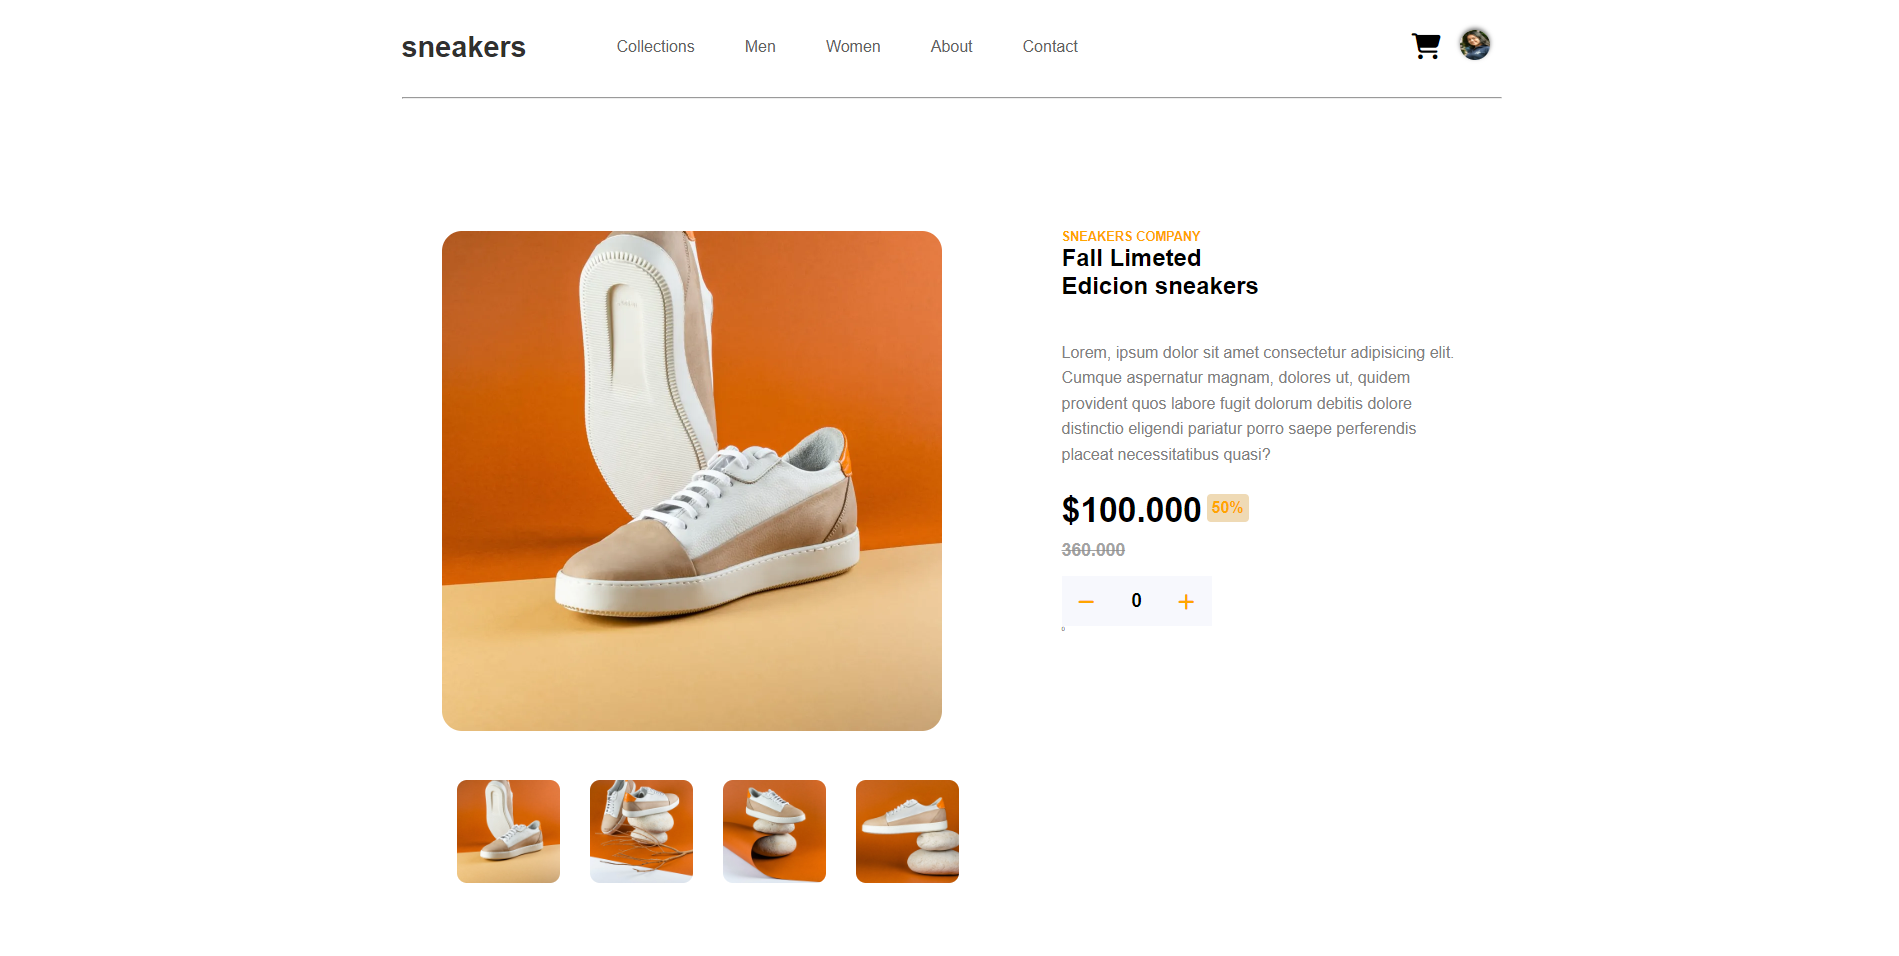 sneakers
Collections
Men
Women
About
Contact
SNEAKERS COMPANY
Fall Limeted
Edicion sneakers
Lorem, ipsum dolor sit amet consectetur adipisicing elit.
Cumque aspernatur magnam, dolores ut, quidem
provident quos labore fugit dolorum debitis dolore
distinctio eligendi pariatur porro saepe perferendis
placeat necessitatibus quasi?
$100.000 50%
360.000
0